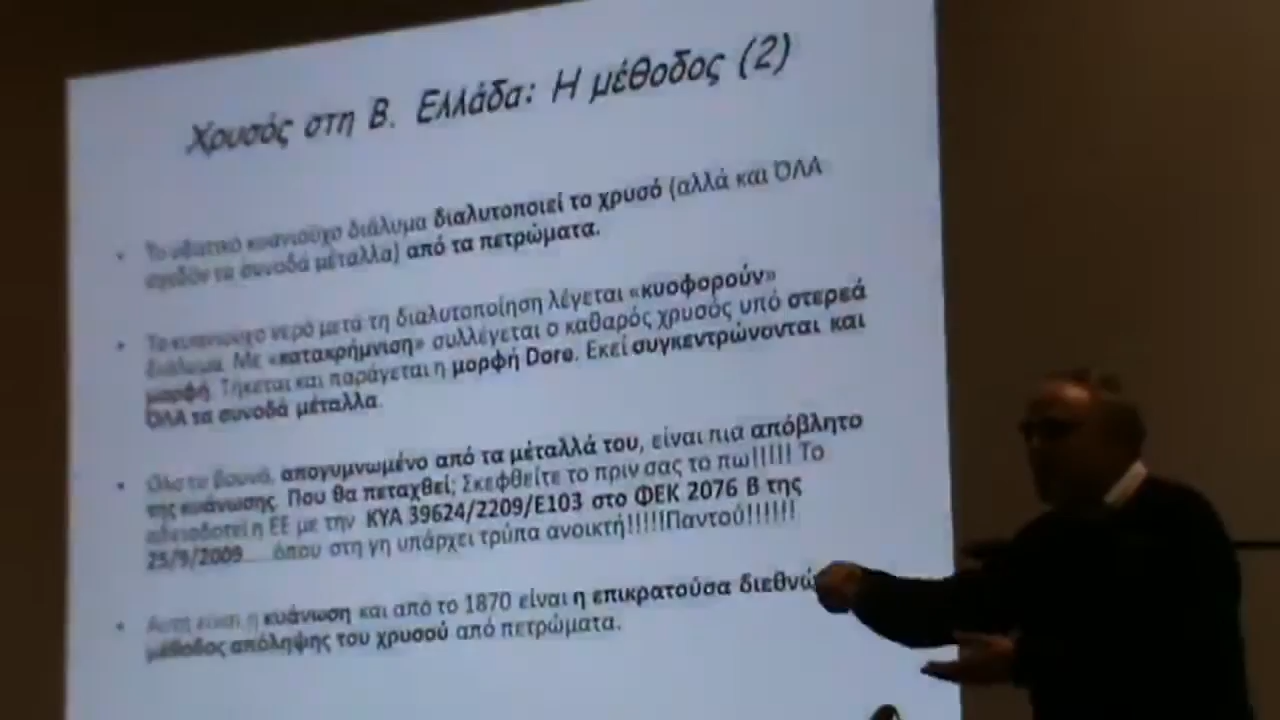 Χρυσός στη Β. Ελλάδα: Η μέθοδος (2)
• Το υδατικό κυανιούχο διάλυμα διαλυτοποιεί το χρυσό (αλλά και ΌΛΑ
σχεδόν τα συνοδά μέταλλα) από τα πετρώματα.
• Το κυανιούχο νερό μετά τη διαλυτοποίηση λέγεται «κυοφορούν»
διάλυμα. Με «κατακρήμνιση» συλλέγεται ο καθαρός χρυσός υπό στερεά
μορφή. Τήκεται και παράγεται η μορφή Dore. Εκεί συγκεντρώνονται και
ΌΛΑ τα συνοδά μέταλλα.
• Όλο το βουνό, απογυμνωμένο από τα μέταλλά του, είναι πια απόβλητο
της κυάνωσης. Που θα πεταχθεί; Σκεφθείτε το πριν σας το πω!!!!! Το
αδειοδοτεί η ΕΕ με την ΚΥΑ 39624/2209/Ε103 στο ΦΕΚ 2076 Β της
25/9/2009..... όπου στη γη υπάρχει τρύπα ανοικτή!!!!!Παντού!!!!!!
• Αυτή είναι η κυάνωση και από το 1870 είναι η επικρατούσα διεθνώ
μέθοδος απόληψης του χρυσού από πετρώματα.